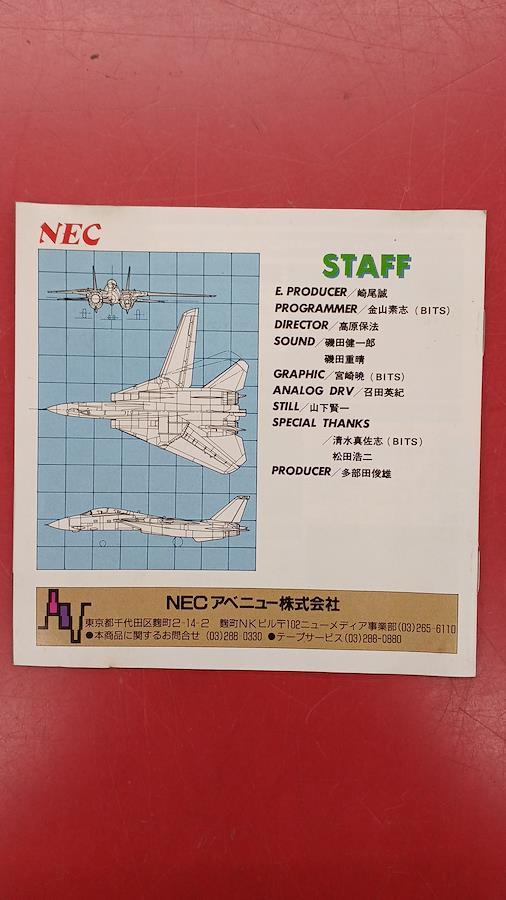 NEC
STAFF
E. PRODUCER/崎尾誠
PROGRAMMER/金山素志 (BITS)
DIRECTOR/高原保法
SOUND/磯田健一郎
磯田重晴
GRAPHIC/宮崎暁 (BITS)
ANALOG DRV/召田英紀
STILL/山下賢一
SPECIAL THANKS
/清水真佐志 (BITS)
松田浩二
PRODUCER/多部田俊雄
NECアベニュー株式会社
東京都千代田区麹町2-14-2 麹町NKビル〒102ニューメディア事業部(03)265-6110
●本商品に関するお問合せ (03)288 0330 ●テープサービス(03)288-0880